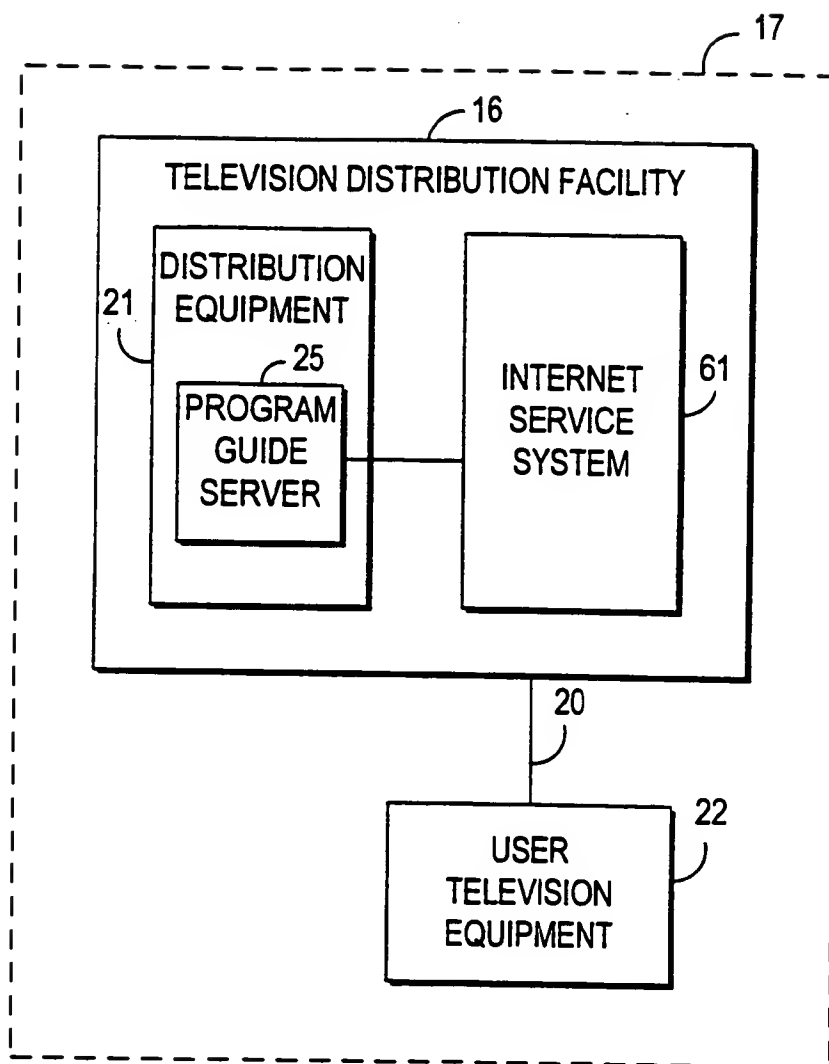 17
16
TELEVISION DISTRIBUTION FACILITY
DISTRIBUTION
EQUIPMENT
21
25
PROGRAM
GUIDE
SERVER
INTERNET
SERVICE
SYSTEM
61
20
22
USER
TELEVISION
EQUIPMENT